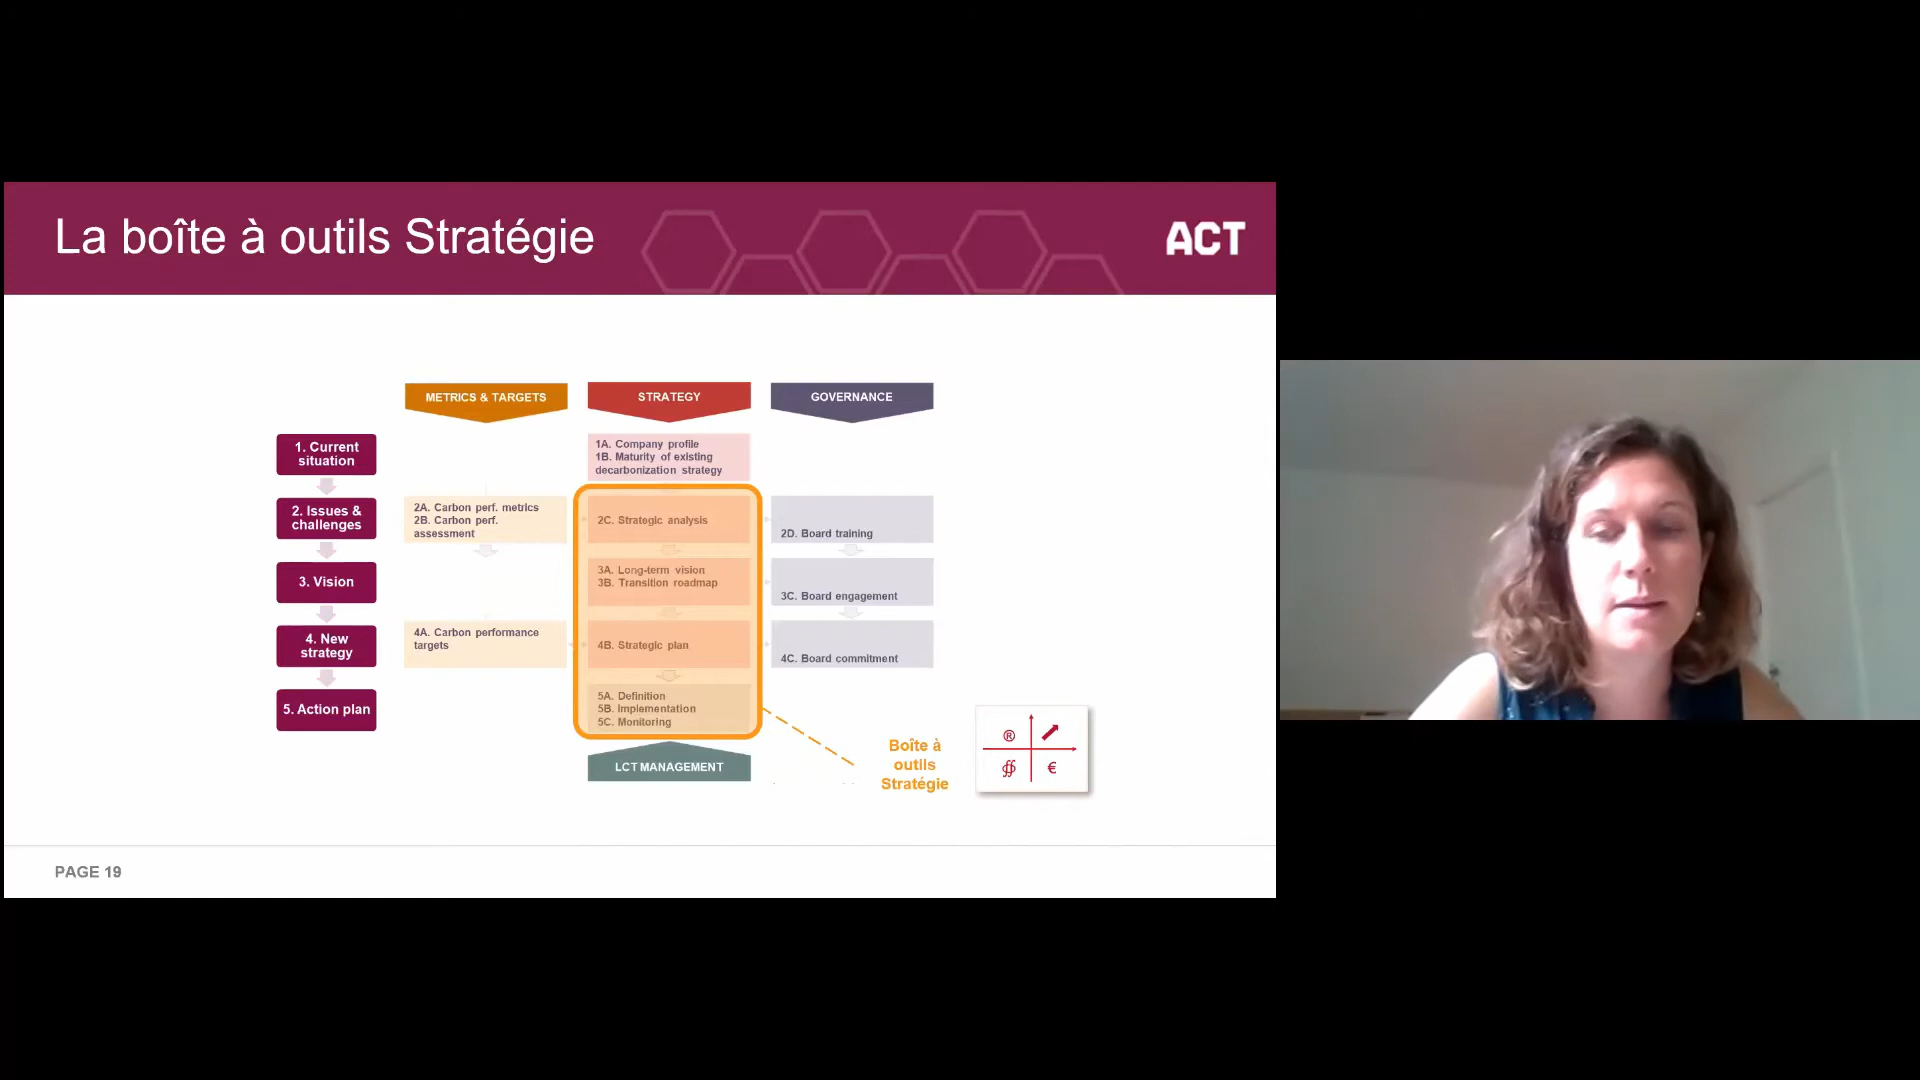 La boîte à outils Stratégie
ACT
METRICS & TARGETS
STRATEGY
GOVERNANCE
1. Current
situation
1A. Company profile
1B. Maturity of existing
decarbonization strategy
2. Issues &
challenges
2A. Carbon perf. metrics
2B. Carbon perf.
assessment
2C. Strategic analysis
2D. Board training
3. Vision
3A. Long-term vision
3B. Transition roadmap
3C. Board engagement
4. New
strategy
4A. Carbon performance
targets
4B. Strategic plan
4C. Board commitment
5. Action plan
5A. Definition
5B. Implementation
5C. Monitoring
LCT MANAGEMENT
Boîte à
outils
Stratégie
®
∯ €
PAGE 19